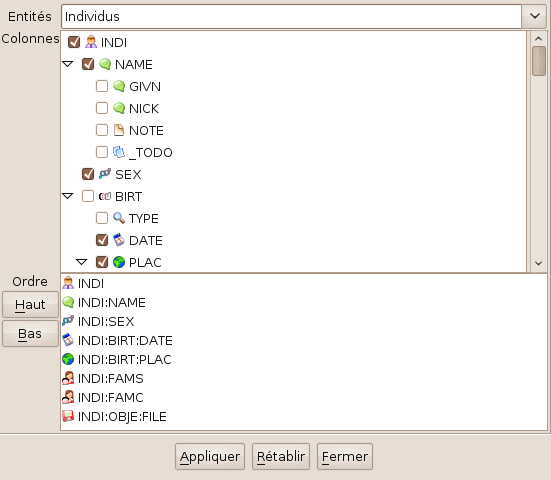 Entités Individus
Colonnes
INDI
NAME
GIVN
NICK
NOTE
_TODO
SEX
BIRT
TYPE
DATE
PLAC
Ordre
Haut
Bas
INDI
INDI:NAME
INDI:SEX
INDI:BIRT:DATE
INDI:BIRT:PLAC
INDI:FAMS
INDI:FAMC
INDI:OBJE:FILE
Appliquer Rétablir Fermer